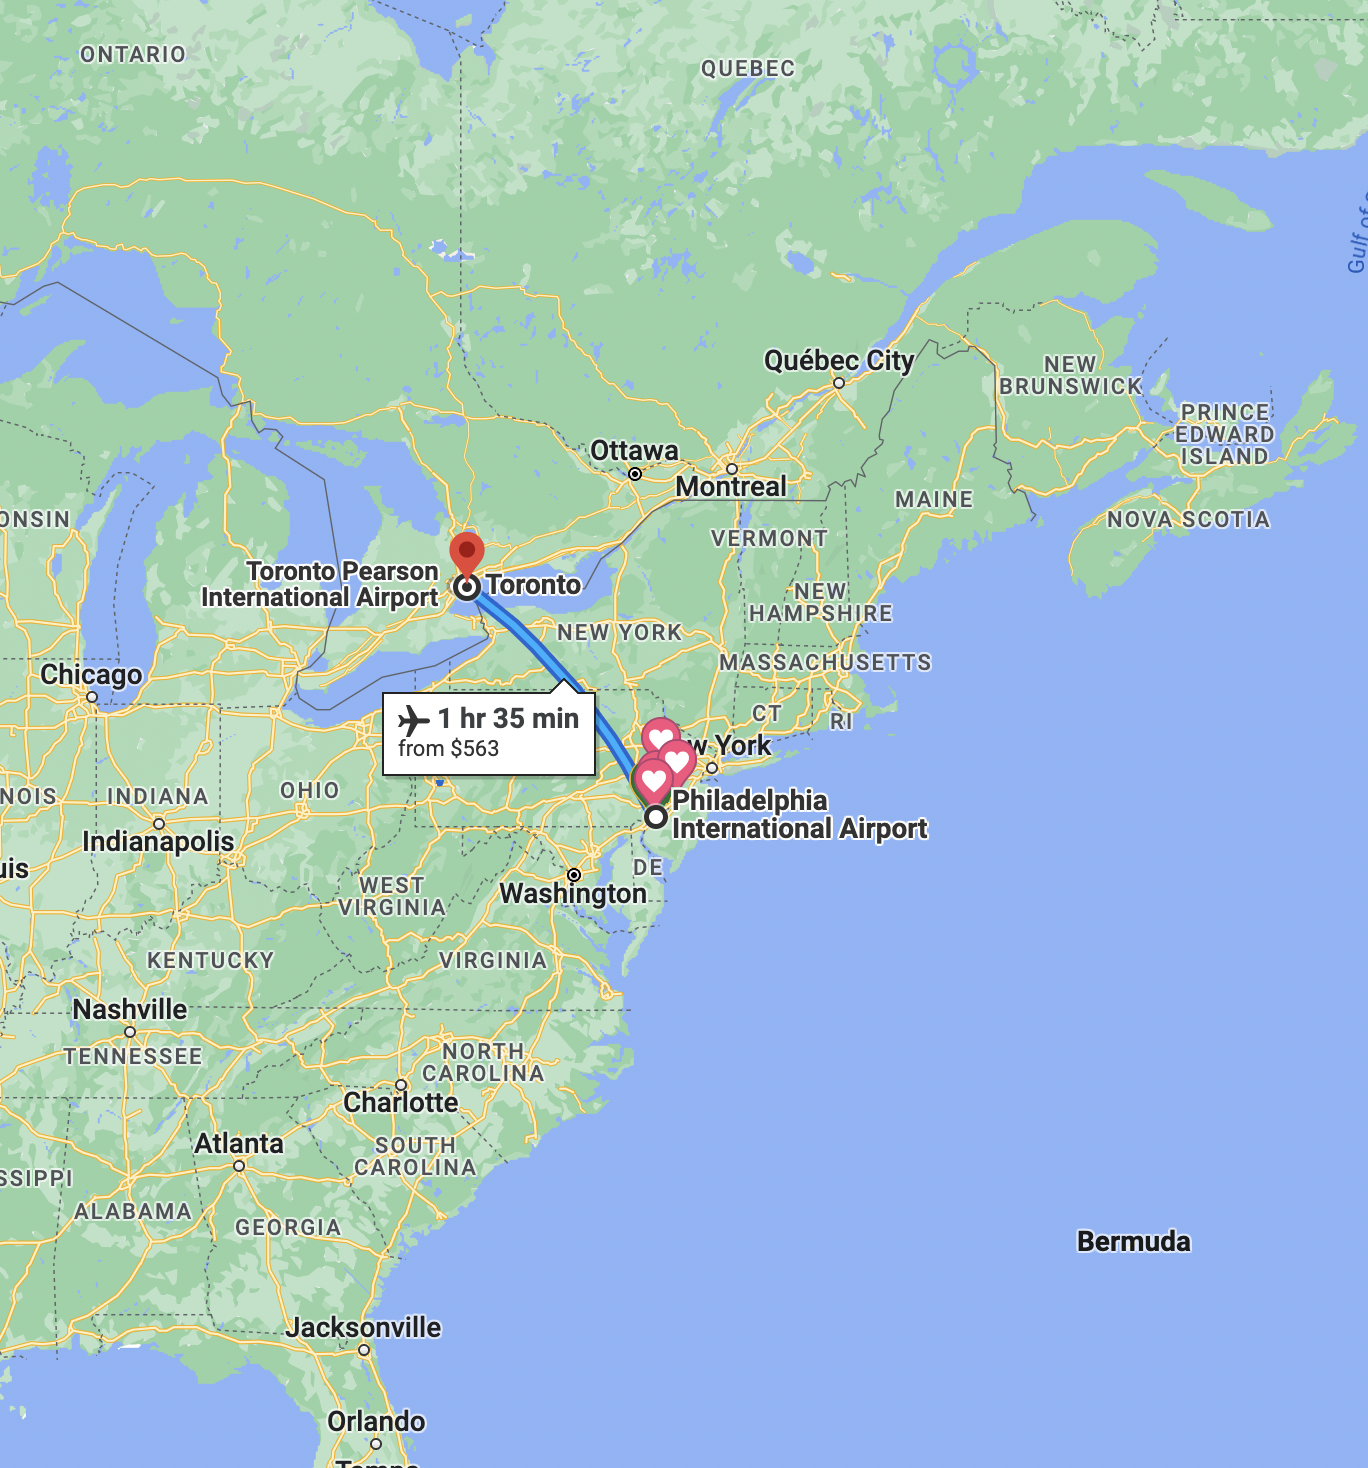 ONTARIO
QUEBEC
Gulf of
Québec City
NEW
BRUNSWICK
PRINCE
EDWARD
ISLAND
Ottawa
Montreal
MAINE
NOVA SCOTIA
ONSIN
VERMONT
Toronto Pearson
International Airport
Toronto
NEW
HAMPSHIRE
NEW YORK
MASSACHUSETTS
Chicago
CT
RI
1 hr 35 min
from $563
w York
NOIS
INDIANA
OHIO
Philadelphia
International Airport
Indianapolis
uis
DE
WEST
VIRGINIA
Washington
KENTUCKY
VIRGINIA
Nashville
TENNESSEE
NORTH
CAROLINA
Charlotte
Atlanta
SOUTH
CAROLINA
SSIPPI
ALABAMA
GEORGIA
Bermuda
Jacksonville
Orlando
Tampa